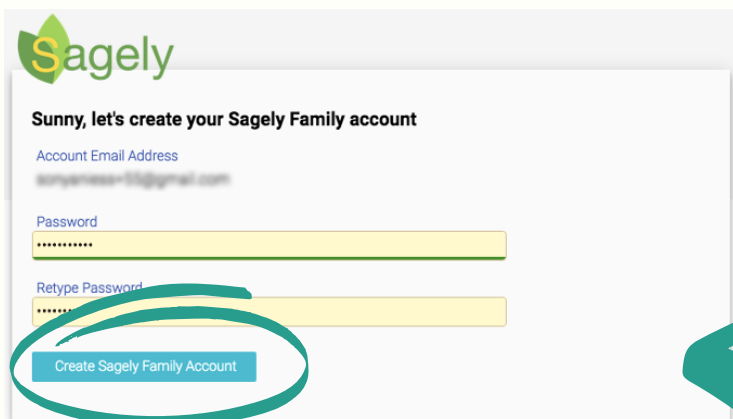 Sagely
Sunny, let's create your Sagely Family account
Account Email Address
Password
•••••••••••
Retype Password
Create Sagely Family Account